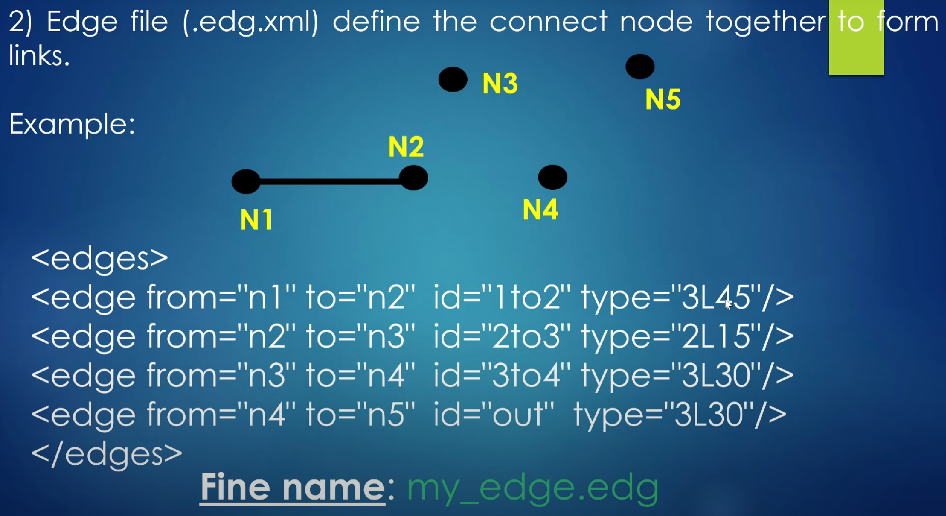 2) Edge file (.edg.xml) define the connect node together to form
links.
N3
N5
Example:
N2
N4
N1
<edges>
<edge from="n1" to="n2" id="1to2" type="3L45"/>
<edge from="n2" to="n3" id="2to3" type="2L15"/>
<edge from="n3" to="n4" id="3to4" type="3L30"/>
<edge from="n4" to="n5" id="out" type="3L30"/>
</edges>
Fine name: my_edge.edg